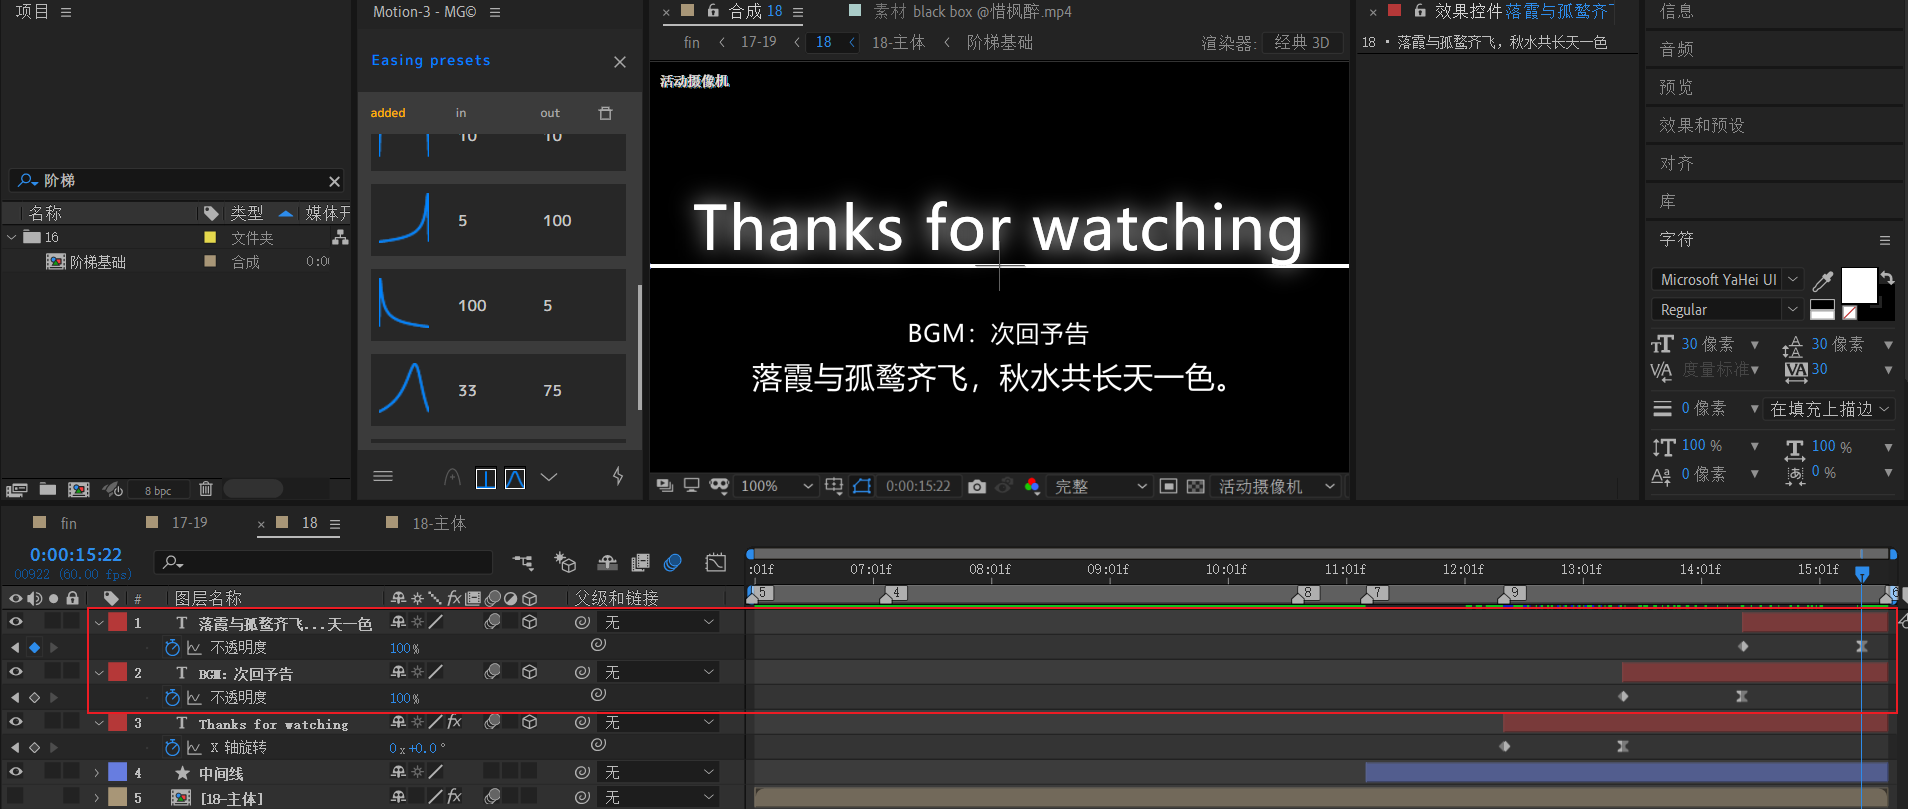 项目
阶梯
名称
类型
媒体开
16
文件夹
阶梯基础
合成
0:00
8 bpc
Motion-3 - MG©
Easing presets
added
in
out
10
10
5
100
100
5
33
75
合成 18
素材 black box @惜枫醉.mp4
fin
17-19
18
18-主体
阶梯基础
渲染器:
经典 3D
活动摄像机
Thanks for watching
BGM：次回予告
落霞与孤鹜齐飞，秋水共长天一色。
100%
0:00:15:22
完整
活动摄像机
效果控件 落霞与孤鹜齐
18 · 落霞与孤鹜齐飞，秋水共长天一色
信息
音频
预览
效果和预设
对齐
库
字符
Microsoft YaHei UI
Regular
30 像素
30 像素
度量标准
30
0 像素
在填充上描边
100 %
100 %
0 像素
0 %
fin
17-19
18
18-主体
0:00:15:22
00922 (60.00 fps)
:01f
07:01f
08:01f
09:01f
10:01f
11:01f
12:01f
13:01f
14:01f
15:01f
5
4
8
7
9
6
#
图层名称
fx
父级和链接
1
T
落霞与孤鹜齐飞...天一色
无
不透明度
100%
2
T
BGM：次回予告
无
不透明度
100%
3
T
Thanks for watching
fx
无
X 轴旋转
0x+0.0°
4
中间线
无
5
[18-主体]
fx
无